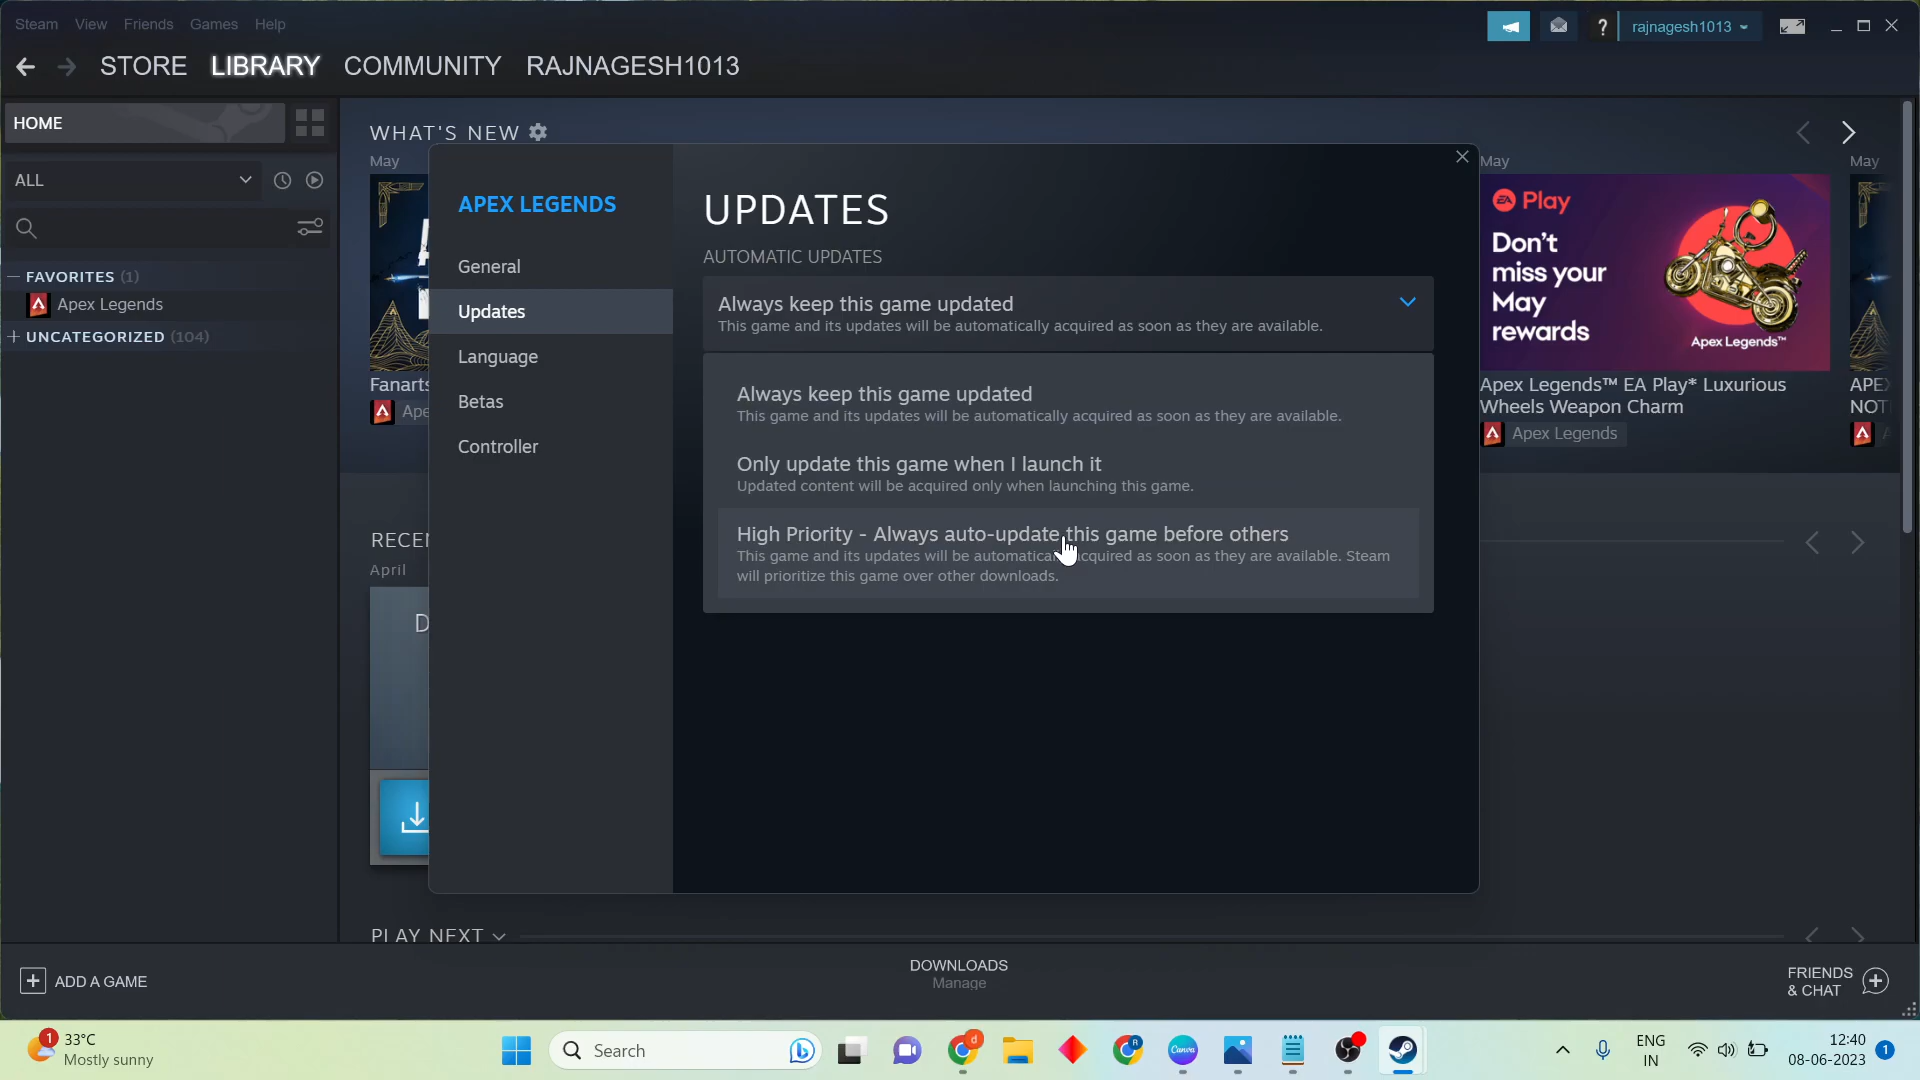 Steam View Friends Games Help
rajnagesh1013
STORE LIBRARY COMMUNITY RAJNAGESH1013
HOME
ALL
FAVORITES (1)
Apex Legends
UNCATEGORIZED (104)
WHAT'S NEW
May
Fanarts
Ape
May
EA Play
Don't
miss your
May
rewards
Apex Legends™
Apex Legends™ EA Play* Luxurious
Wheels Weapon Charm
Apex Legends
May
APE
NOT
APEX LEGENDS
General
Updates
Language
Betas
Controller
UPDATES
AUTOMATIC UPDATES
Always keep this game updated
This game and its updates will be automatically acquired as soon as they are available.
Always keep this game updated
This game and its updates will be automatically acquired as soon as they are available.
Only update this game when I launch it
Updated content will be acquired only when launching this game.
High Priority - Always auto-update this game before others
This game and its updates will be automatically acquired as soon as they are available. Steam
will prioritize this game over other downloads.
RECEN
April
D
PLAY NEXT
ADD A GAME
DOWNLOADS
Manage
FRIENDS
& CHAT
1
33°C
Mostly sunny
Search
d
R
Canva
ENG
IN
12:40
08-06-2023
1